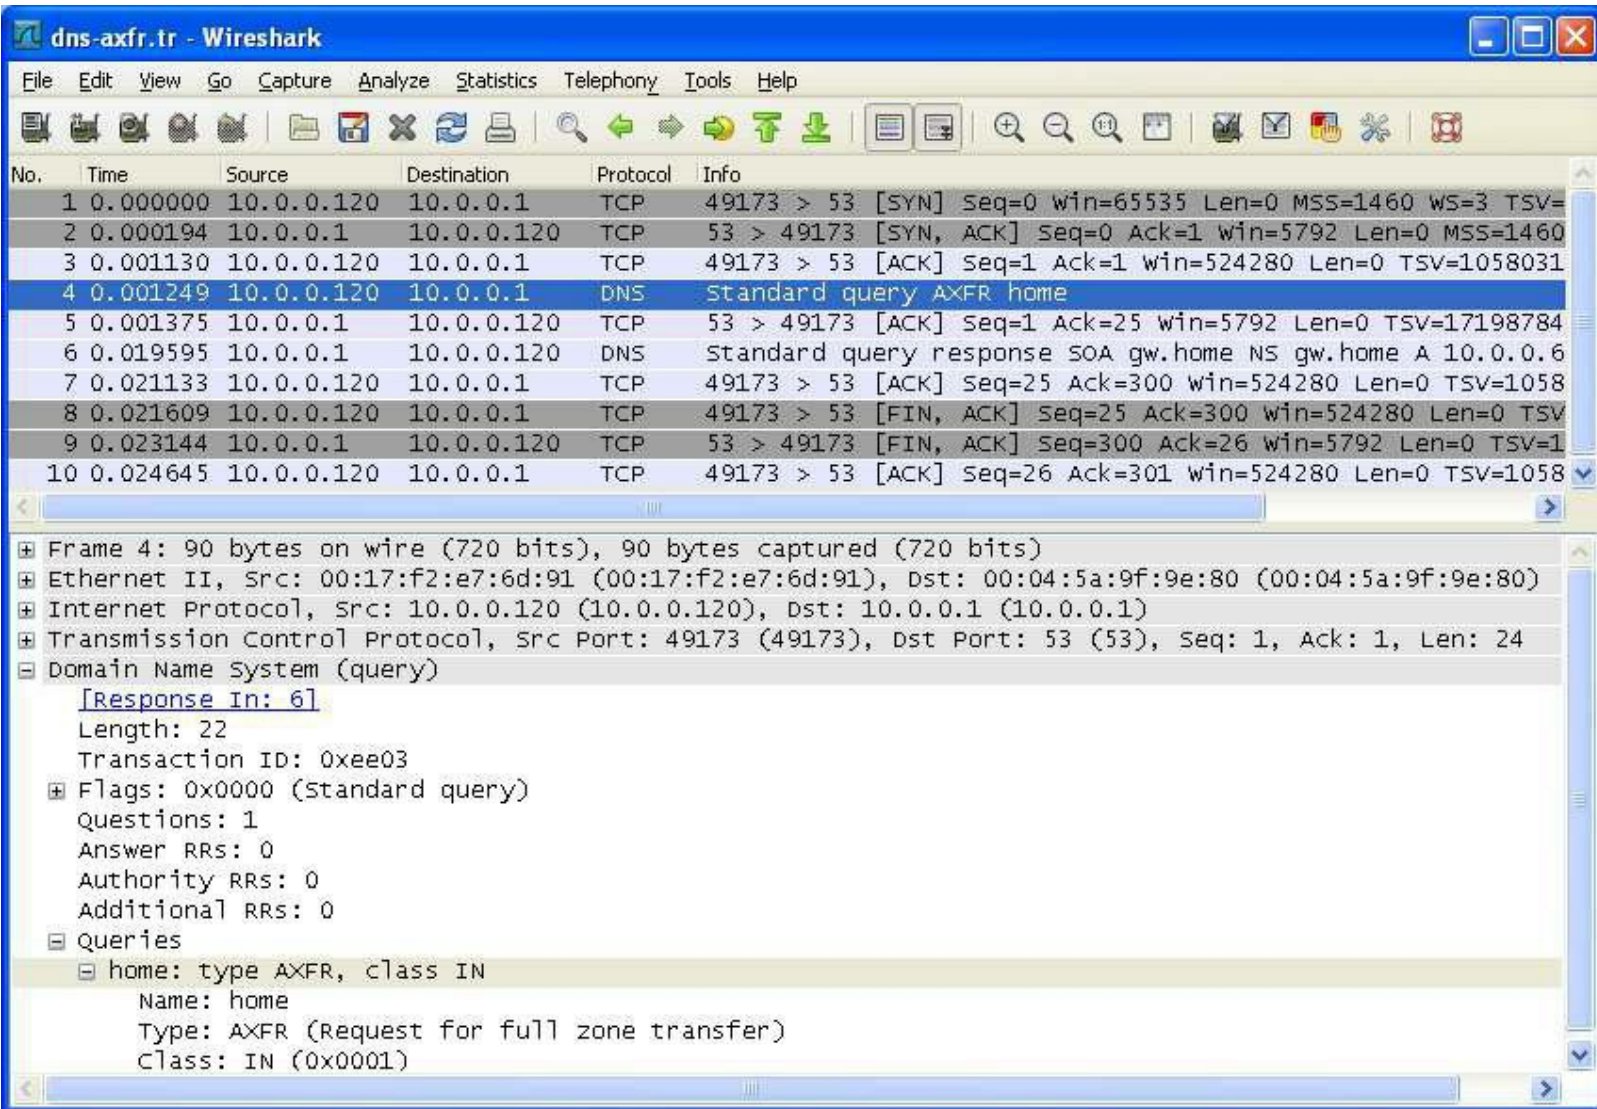 dns-axfr.tr - Wireshark
File Edit View Go Capture Analyze Statistics Telephony Tools Help
No. Time Source Destination Protocol Info
1 0.000000 10.0.0.120 10.0.0.1 TCP 49173 > 53 [SYN] Seq=0 Win=65535 Len=0 MSS=1460 WS=3 TSV=
2 0.000194 10.0.0.1 10.0.0.120 TCP 53 > 49173 [SYN, ACK] Seq=0 Ack=1 Win=5792 Len=0 MSS=1460
3 0.001130 10.0.0.120 10.0.0.1 TCP 49173 > 53 [ACK] Seq=1 Ack=1 Win=524280 Len=0 TSV=1058031
4 0.001249 10.0.0.120 10.0.0.1 DNS Standard query AXFR home
5 0.001375 10.0.0.1 10.0.0.120 TCP 53 > 49173 [ACK] Seq=1 Ack=25 Win=5792 Len=0 TSV=17198784
6 0.019595 10.0.0.1 10.0.0.120 DNS Standard query response SOA gw.home NS gw.home A 10.0.0.6
7 0.021133 10.0.0.120 10.0.0.1 TCP 49173 > 53 [ACK] Seq=25 Ack=300 Win=524280 Len=0 TSV=1058
8 0.021609 10.0.0.120 10.0.0.1 TCP 49173 > 53 [FIN, ACK] Seq=25 Ack=300 Win=524280 Len=0 TSV
9 0.023144 10.0.0.1 10.0.0.120 TCP 53 > 49173 [FIN, ACK] Seq=300 Ack=26 Win=5792 Len=0 TSV=1
10 0.024645 10.0.0.120 10.0.0.1 TCP 49173 > 53 [ACK] Seq=26 Ack=301 Win=524280 Len=0 TSV=1058
Frame 4: 90 bytes on wire (720 bits), 90 bytes captured (720 bits)
Ethernet II, Src: 00:17:f2:e7:6d:91 (00:17:f2:e7:6d:91), Dst: 00:04:5a:9f:9e:80 (00:04:5a:9f:9e:80)
Internet Protocol, Src: 10.0.0.120 (10.0.0.120), Dst: 10.0.0.1 (10.0.0.1)
Transmission Control Protocol, Src Port: 49173 (49173), Dst Port: 53 (53), Seq: 1, Ack: 1, Len: 24
Domain Name System (query)
[Response In: 6]
Length: 22
Transaction ID: 0xee03
Flags: 0x0000 (Standard query)
Questions: 1
Answer RRs: 0
Authority RRs: 0
Additional RRs: 0
Queries
home: type AXFR, class IN
Name: home
Type: AXFR (Request for full zone transfer)
Class: IN (0x0001)